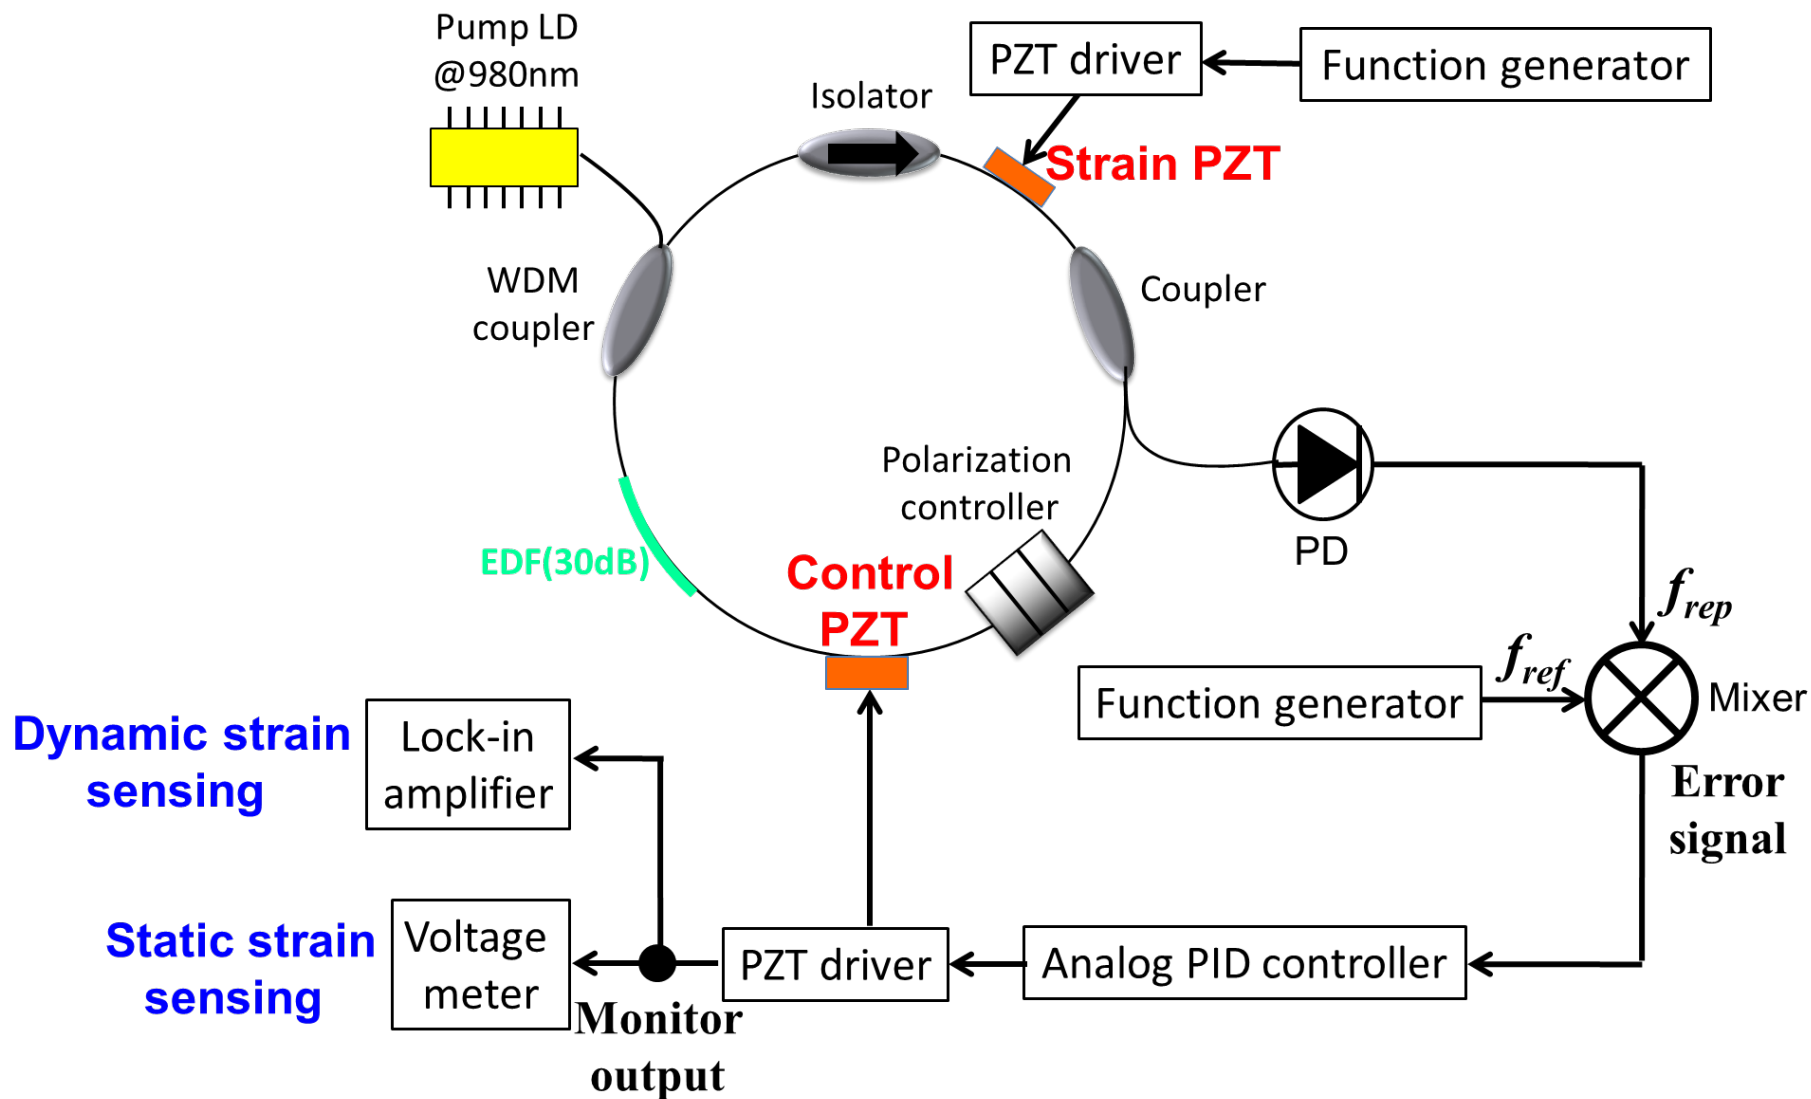 Pump LD
@980nm
Isolator
PZT driver
Function generator
Strain PZT
WDM
coupler
Coupler
Polarization
controller
PD
EDF(30dB)
Control
PZT
f_rep
f_ref
Function generator
Mixer
Error
signal
Dynamic strain
sensing
Lock-in
amplifier
Static strain
sensing
Voltage
meter
Monitor
output
PZT driver
Analog PID controller